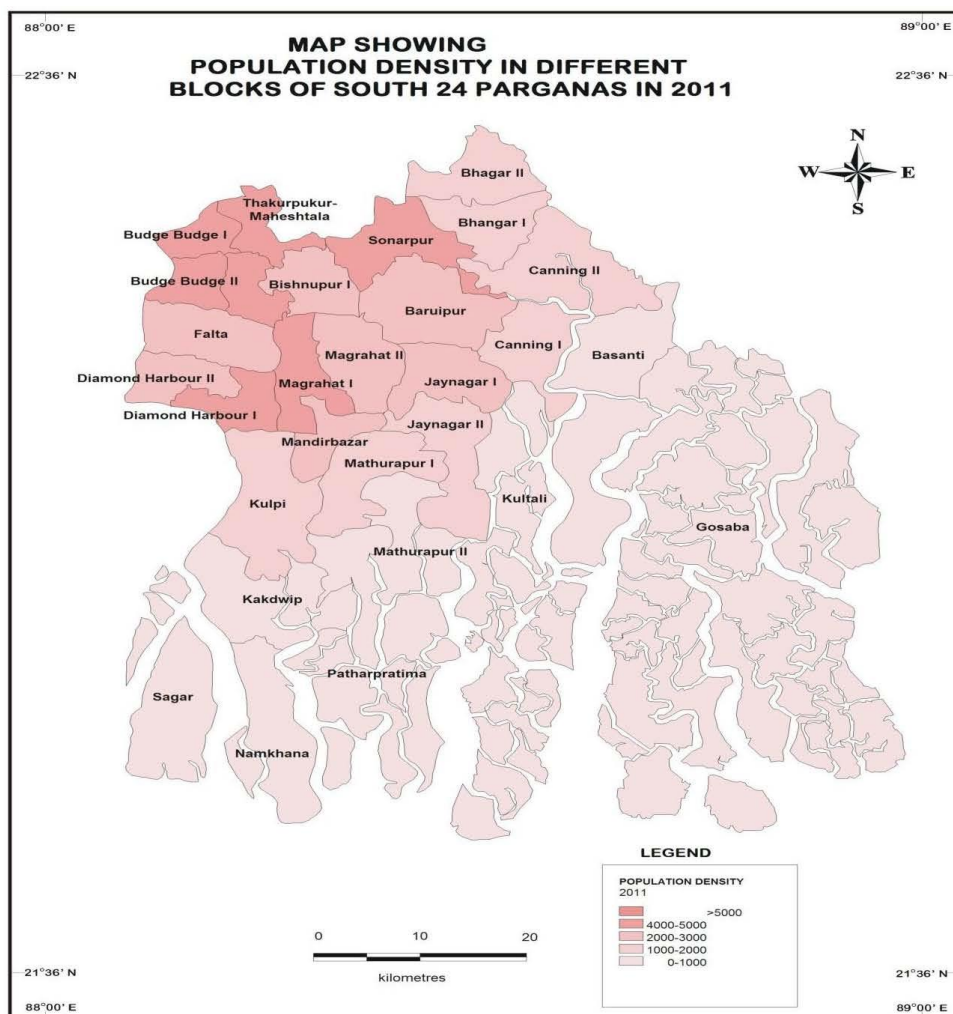 88°00' E
89°00' E
MAP SHOWING
POPULATION DENSITY IN DIFFERENT
BLOCKS OF SOUTH 24 PARGANAS IN 2011
22°36' N
22°36' N
N
W
E
S
Bhagar II
Thakurpukur-
Maheshtala
Bhangar I
Budge Budge I
Sonarpur
Canning II
Budge Budge II
Bishnupur I
Baruipur
Falta
Canning I
Magrahat II
Basanti
Diamond Harbour II
Magrahat I
Jaynagar I
Diamond Harbour I
Jaynagar II
Mandirbazar
Mathurapur I
Kulpi
Kultali
Gosaba
Mathurapur II
Kakdwip
Patharpratima
Sagar
Namkhana
LEGEND
POPULATION DENSITY
2011
>5000
4000-5000
2000-3000
1000-2000
0-1000
0 10 20
kilometres
21°36' N
21°36' N
88°00' E
89°00' E